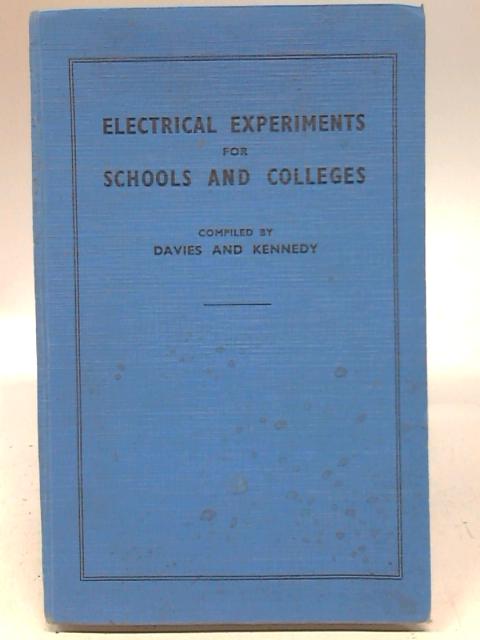 ELECTRICAL EXPERIMENTS
FOR
SCHOOLS AND COLLEGES
COMPILED BY
DAVIES AND KENNEDY